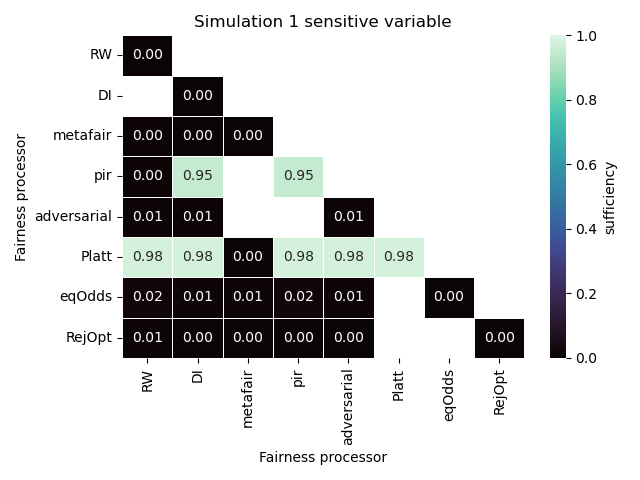 Simulation 1 sensitive variable
RW 0.00
DI 0.00
metafair 0.00 0.00 0.00
pir 0.00 0.95 0.95
adversarial 0.01 0.01 0.01
Platt 0.98 0.98 0.00 0.98 0.98 0.98
eqOdds 0.02 0.01 0.01 0.02 0.01 0.00
RejOpt 0.01 0.00 0.00 0.00 0.00 0.00
RW DI metafair pir adversarial Platt eqOdds RejOpt
Fairness processor
Fairness processor
1.0
0.8
0.6
0.4
0.2
0.0
sufficiency